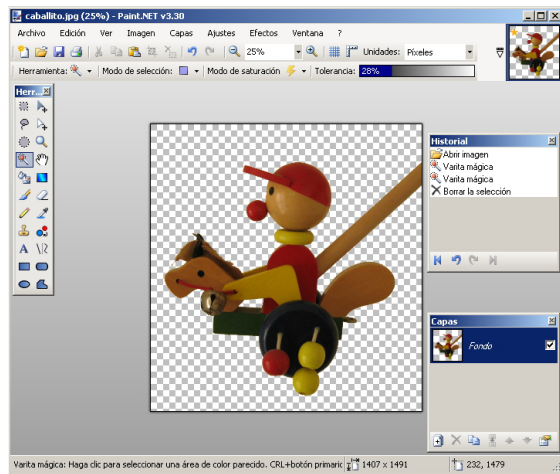 caballito.jpg (25%) - Paint.NET v3.30
Archivo Edición Ver Imagen Capas Ajustes Efectos Ventana ?
25% Unidades: Píxeles
Herramienta: Modo de selección: Modo de saturación Tolerancia: 28%
Herr...
Historial
Abrir imagen
Varita mágica
Varita mágica
Borrar la selección
Capas
Fondo
Varita mágica: Haga clic para seleccionar una área de color parecido. CRL+botón primaric 1407 x 1491 232, 1479